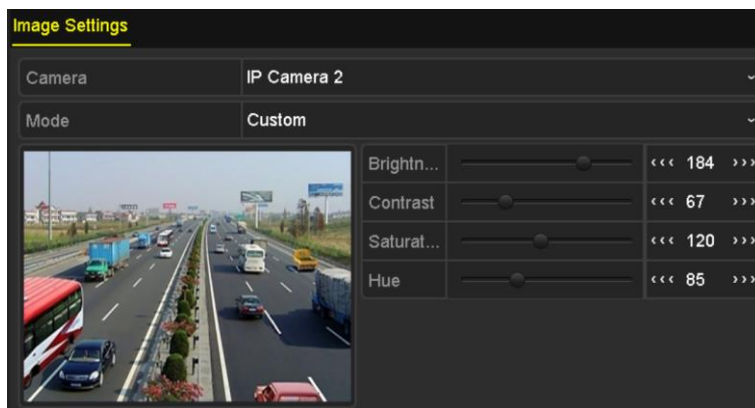 Image Settings
Camera IP Camera 2
Mode Custom
Brightn... ‹‹‹ 184 ›››
Contrast ‹‹‹ 67 ›››
Saturat... ‹‹‹ 120 ›››
Hue ‹‹‹ 85 ›››